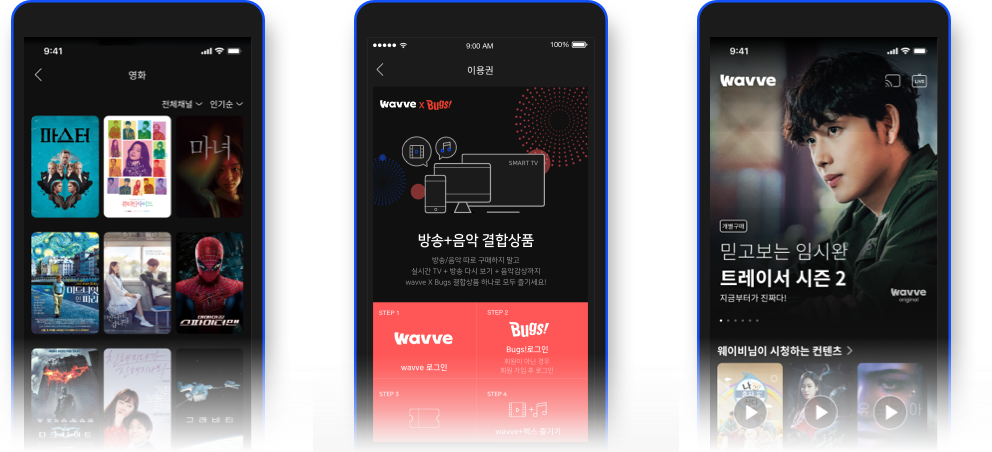 9:41
영화
전체채널 인기순
마스터
마녀
미드나잇
인 파리
어메이징
스파이더맨
9:00 AM
100%
이용권
wavve x Bugs!
SMART TV
방송+음악 결합상품
방송/음악 따로 구매하지 말고
실시간 TV + 방송 다시 보기 + 음악감상까지
wavve X Bugs 결합상품 하나로 모두 즐기세요!
STEP 1
wavve
wavve 로그인
STEP 2
Bugs!
Bugs!로그인
회원이 아닌 경우
회원 가입 후 로그인
STEP 3
STEP 4
wavve+벅스 즐기기
9:41
wavve
LIVE
개별구매
믿고보는 임시완
트레이서 시즌 2
지금부터가 진짜다!
wavve
original
웨이비님이 시청하는 컨텐츠